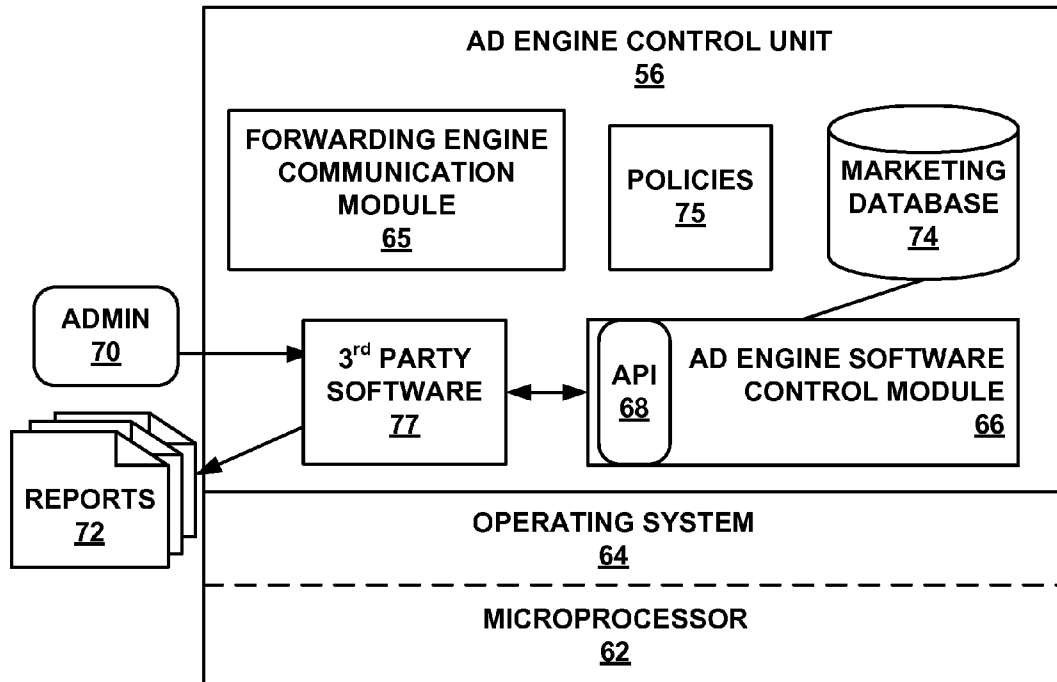 AD ENGINE CONTROL UNIT
56
FORWARDING ENGINE
COMMUNICATION
MODULE
65
POLICIES
75
MARKETING
DATABASE
74
ADMIN
70
3rd PARTY
SOFTWARE
77
API
68
AD ENGINE SOFTWARE
CONTROL MODULE
66
REPORTS
72
OPERATING SYSTEM
64
MICROPROCESSOR
62